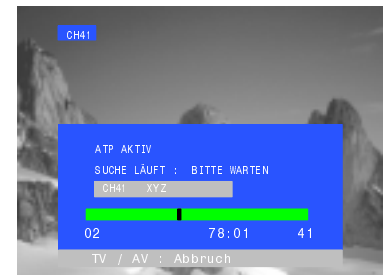 CH41
ATP AKTIV
SUCHE LÄUFT : BITTE WARTEN
CH41 XYZ
02 78:01 41
TV / AV : Abbruch